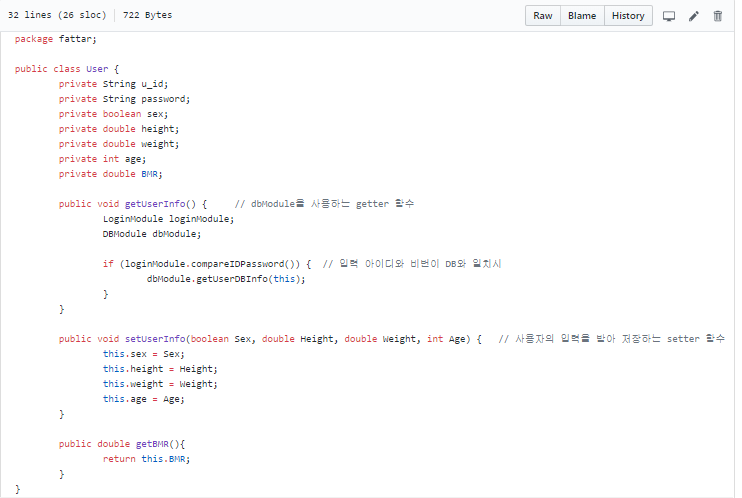 32 lines (26 sloc) 722 Bytes Raw Blame History
package fattar;
public class User {
private String u_id;
private String password;
private boolean sex;
private double height;
private double weight;
private int age;
private double BMR;
public void getUserInfo() { // dbModule를 사용하는 getter 함수
LoginModule loginModule;
DBModule dbModule;
if (loginModule.compareIDPassword()) { // 입력 아이디와 비번이 DB와 일치시
dbModule.getUserDBInfo(this);
}
}
public void setUserInfo(boolean Sex, double Height, double Weight, int Age) { // 사용자의 입력을 받아 저장하는 setter 함수
this.sex = Sex;
this.height = Height;
this.weight = Weight;
this.age = Age;
}
public double getBMR(){
return this.BMR;
}
}